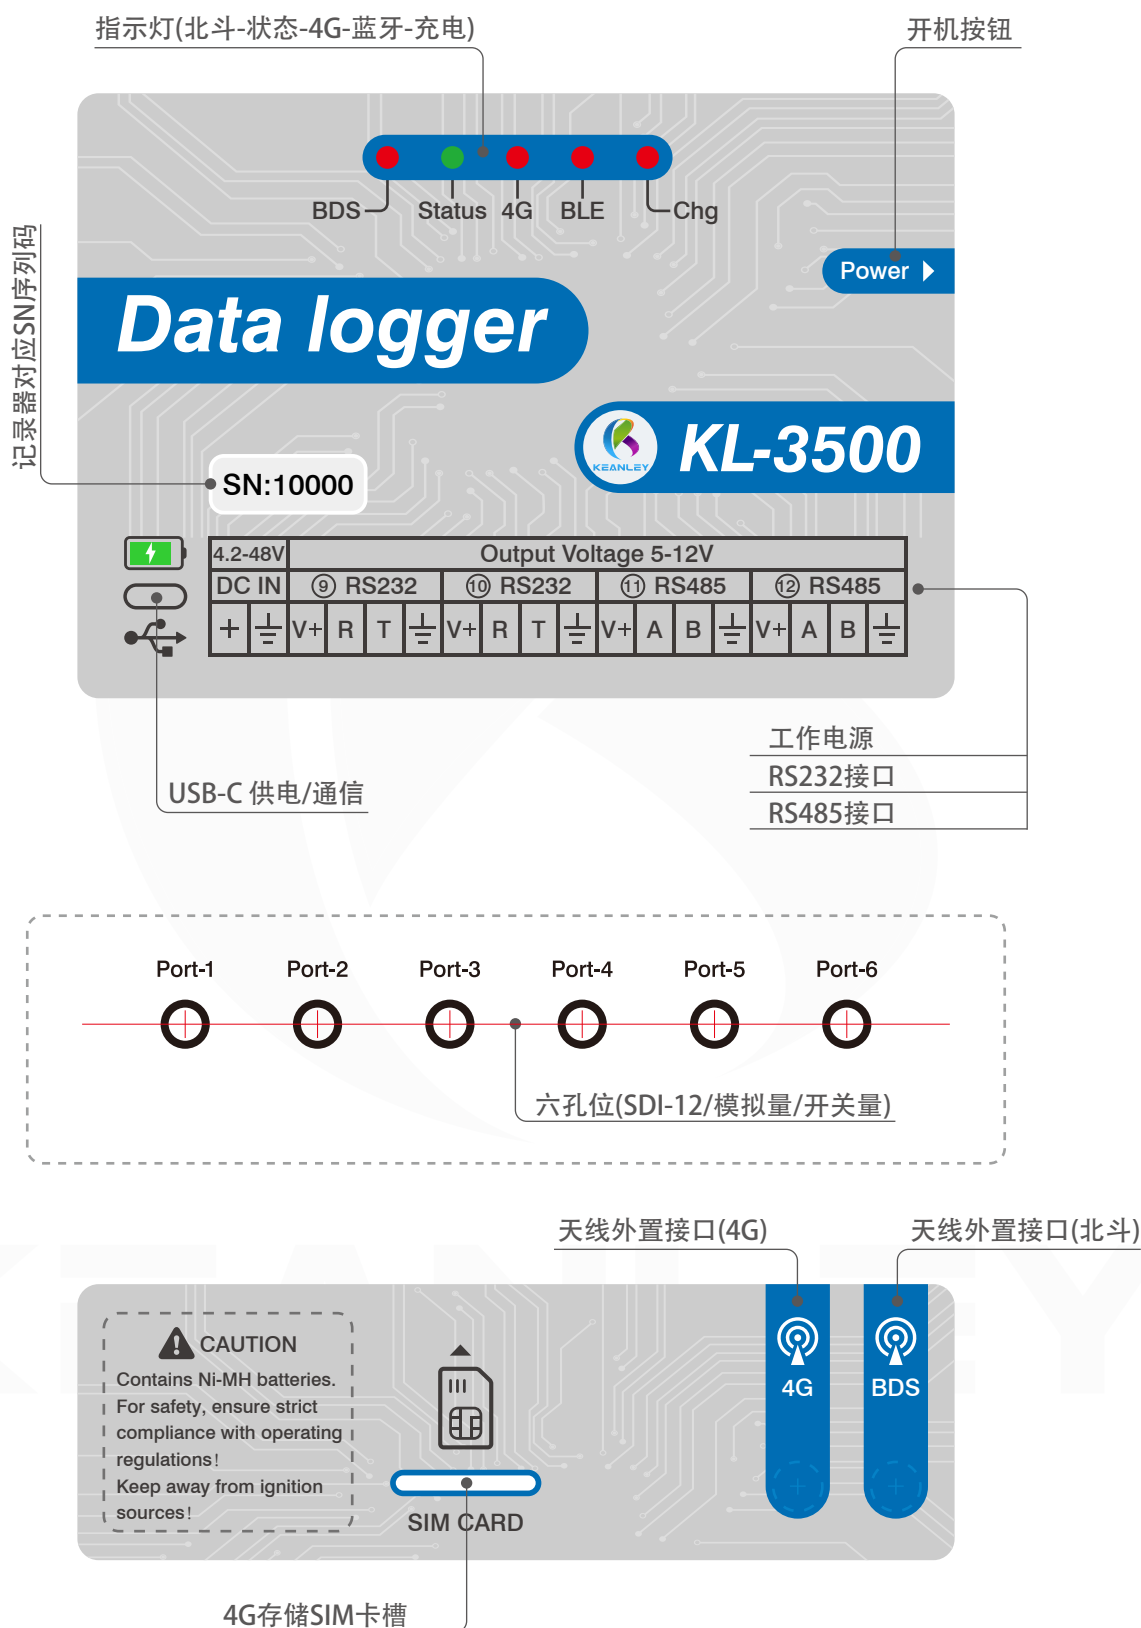 指示灯(北斗-状态-4G-蓝牙-充电)
开机按钮
BDS Status 4G BLE Chg
Power
记录器对应SN序列码
Data logger
KEANLEY
KL-3500
SN:10000
4.2-48V Output Voltage 5-12V
DC IN ⑨ RS232 ⑩ RS232 ⑪ RS485 ⑫ RS485
+ V+ R T V+ R T V+ A B V+ A B
工作电源
RS232接口
RS485接口
USB-C 供电/通信
Port-1 Port-2 Port-3 Port-4 Port-5 Port-6
六孔位(SDI-12/模拟量/开关量)
天线外置接口(4G)
天线外置接口(北斗)
KEANLEY
CAUTION
Contains Ni-MH batteries.
For safety, ensure strict
compliance with operating
regulations!
Keep away from ignition
sources!
SIM CARD
4G
BDS
4G存储SIM卡槽